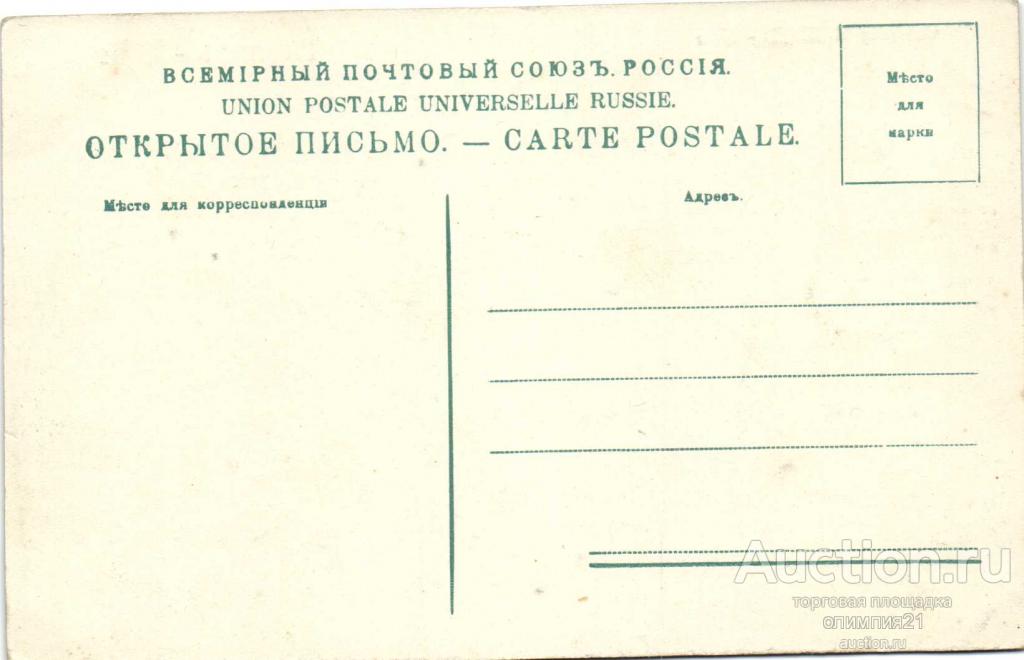 ВСЕМІРНЫЙ ПОЧТОВЫЙ СОЮЗЪ. РОССІЯ.
UNION POSTALE UNIVERSELLE RUSSIE.
ОТКРЫТОЕ ПИСЬМО. — CARTE POSTALE.
Мѣсто
для
марки
Мѣсто для корреспонденціи
Адресъ.
Auction.ru
торговая площадка
олимпия21
auction.ru